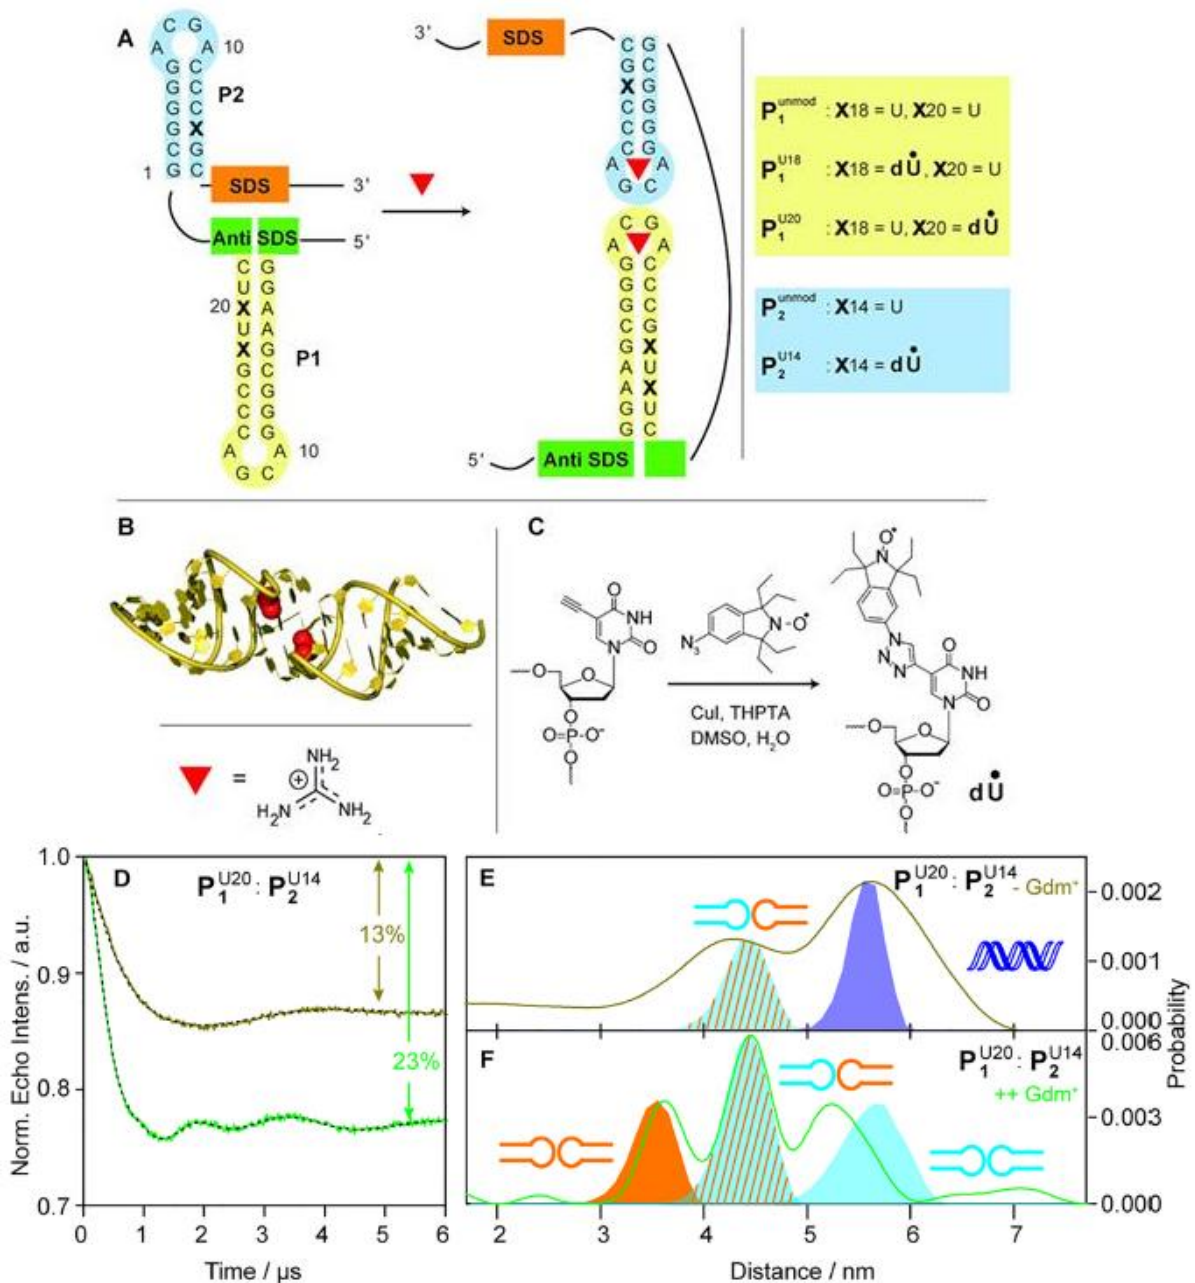 A
C G
A A 10
G C
G C
G C
P2
G X
C G
1 G C
SDS 3'
Anti SDS 5'
C G
U G
20 X A
U A
P1
X G
G C
C G
C G
C G
A A 10
G C
3' SDS
C G
G C
X G
C G
C G
C G
A A
G C
C G
A A
G C
G C
G C
C G
G X
A U
A X
G U
G C
5' Anti SDS
P₁ᵘⁿᵐᵒᵈ : X18 = U, X20 = U
P₁ᵁ¹⁸ : X18 = dU•, X20 = U
P₁ᵁ²⁰ : X18 = U, X20 = dU•
P₂ᵘⁿᵐᵒᵈ : X14 = U
P₂ᵁ¹⁴ : X14 = dU•
B
= NH₂
⊕
H₂N NH₂
C
O
NH
O
N
O
O
O
O=P-O⁻
O
N-O•
N₃
CuI, THPTA
DMSO, H₂O
O•
N
N
N=N
O
NH
N O
O
O
O
O=P-O⁻
O
dU•
D
P₁ᵁ²⁰ : P₂ᵁ¹⁴
13%
23%
1.0
0.9
0.8
0.7
Norm. Echo Intens. / a.u.
0 1 2 3 4 5 6
Time / µs
E
P₁ᵁ²⁰ : P₂ᵁ¹⁴ - Gdm⁺
0.002
0.001
0.000
F
P₁ᵁ²⁰ : P₂ᵁ¹⁴
++ Gdm⁺
0.006
0.003
0.000
Probability
2 3 4 5 6 7
Distance / nm